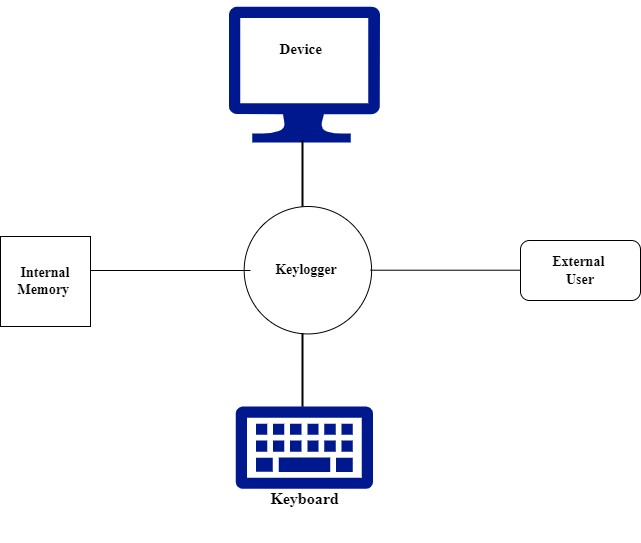 Device
Internal
Memory
Keylogger
External
User
Keyboard